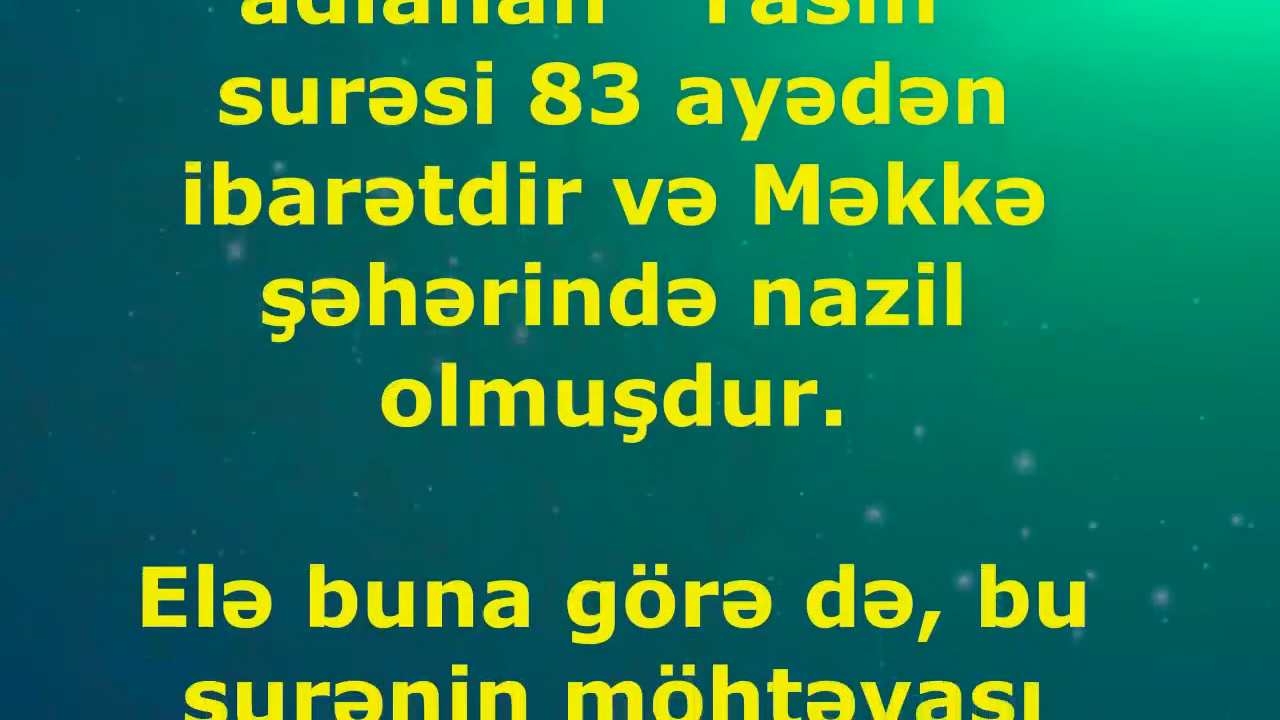 adlanan "Yasin"
surəsi 83 ayədən
ibarətdir və Məkkə
şəhərində nazil
olmuşdur.
Elə buna görə də, bu
surənin möhtəvası